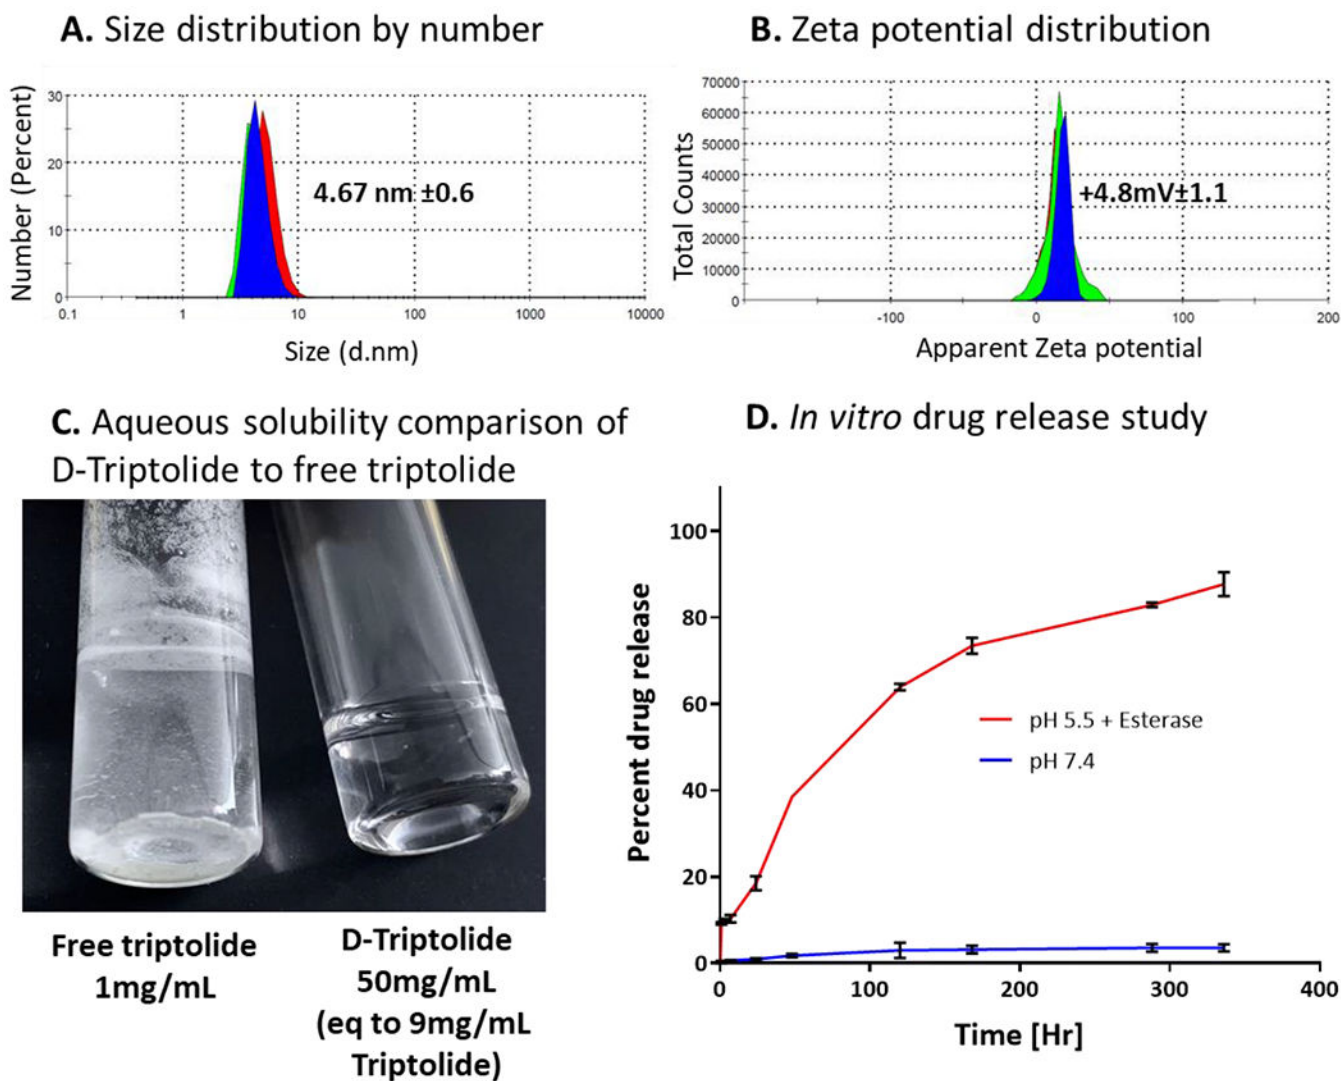 A. Size distribution by number
Number (Percent)
30
20
10
0
0.1
1
10
100
1000
10000
4.67 nm ±0.6
Size (d.nm)
B. Zeta potential distribution
Total Counts
70000
60000
50000
40000
30000
20000
10000
0
-100
0
100
200
+4.8mV±1.1
Apparent Zeta potential
C. Aqueous solubility comparison of
D-Triptolide to free triptolide
Free triptolide
1mg/mL
D-Triptolide
50mg/mL
(eq to 9mg/mL
Triptolide)
D. In vitro drug release study
Percent drug release
100
80
60
40
20
0
0
100
200
300
400
pH 5.5 + Esterase
pH 7.4
Time [Hr]